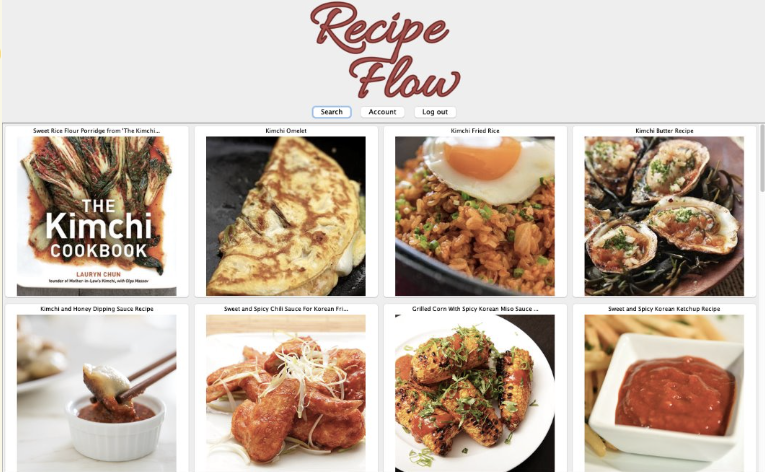 Recipe
Flow
Search Account Log out
Sweet Rice Flour Porridge from 'The Kimchi...
Kimchi Omelet
Kimchi Fried Rice
Kimchi Butter Recipe
THE
Kimchi
COOKBOOK
LAURYN CHUN
founder of Mother-in-Law's Kimchi, with Olga Massov
Kimchi and Honey Dipping Sauce Recipe
Sweet and Spicy Chili Sauce For Korean Fri...
Grilled Corn With Spicy Korean Miso Sauce ...
Sweet and Spicy Korean Ketchup Recipe